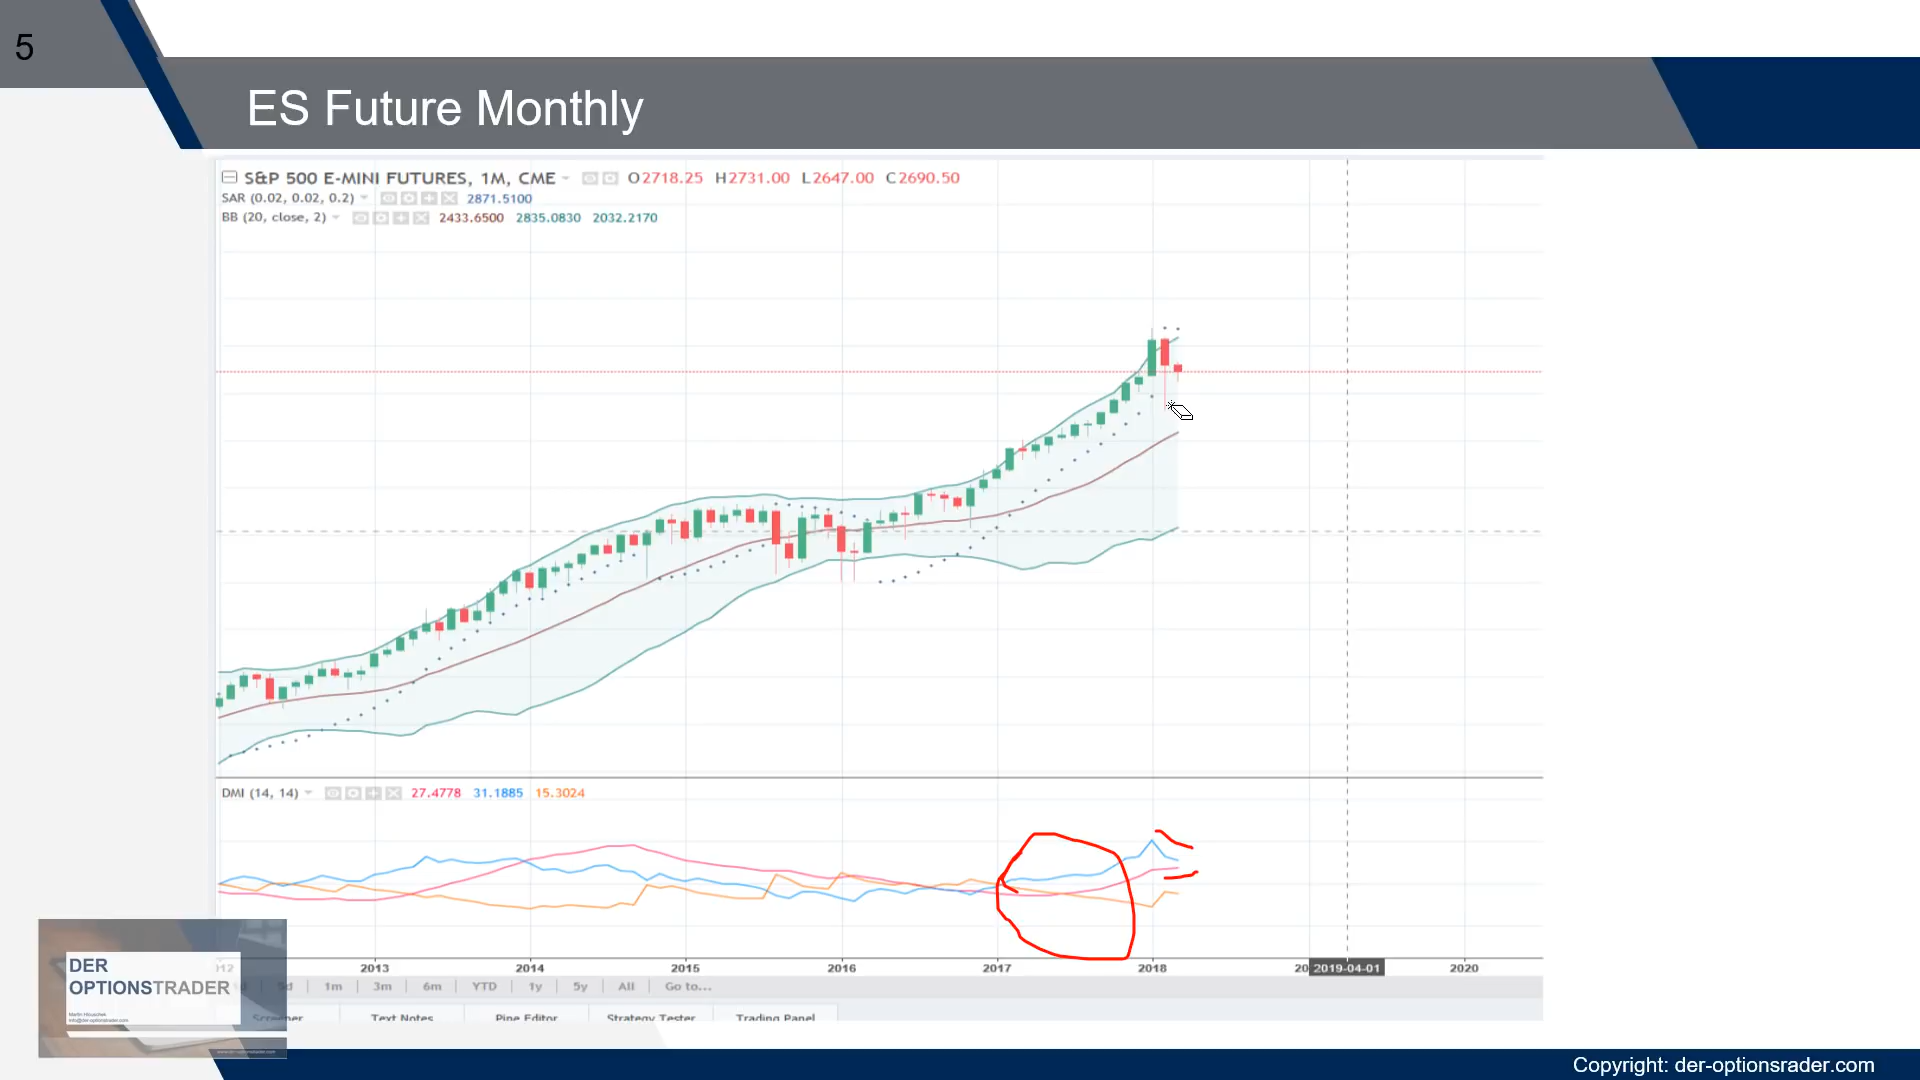 5
ES Future Monthly
S&P 500 E-MINI FUTURES, 1M, CME O2718.25 H2731.00 L2647.00 C2690.50
SAR (0.02, 0.02, 0.2) 2871.5100
BB (20, close, 2) 2433.6500 2835.0830 2032.2170
DMI (14, 14) 27.4778 31.1885 15.3024
2013 2014 2015 2016 2017 2018 20 2019-04-01 2020
5d 1m 3m 6m YTD 1y 5y All Go to...
Screener Text Notes Pine Editor Strategy Tester Trading Panel
DER
OPTIONSTRADER
Copyright: der-optionsrader.com